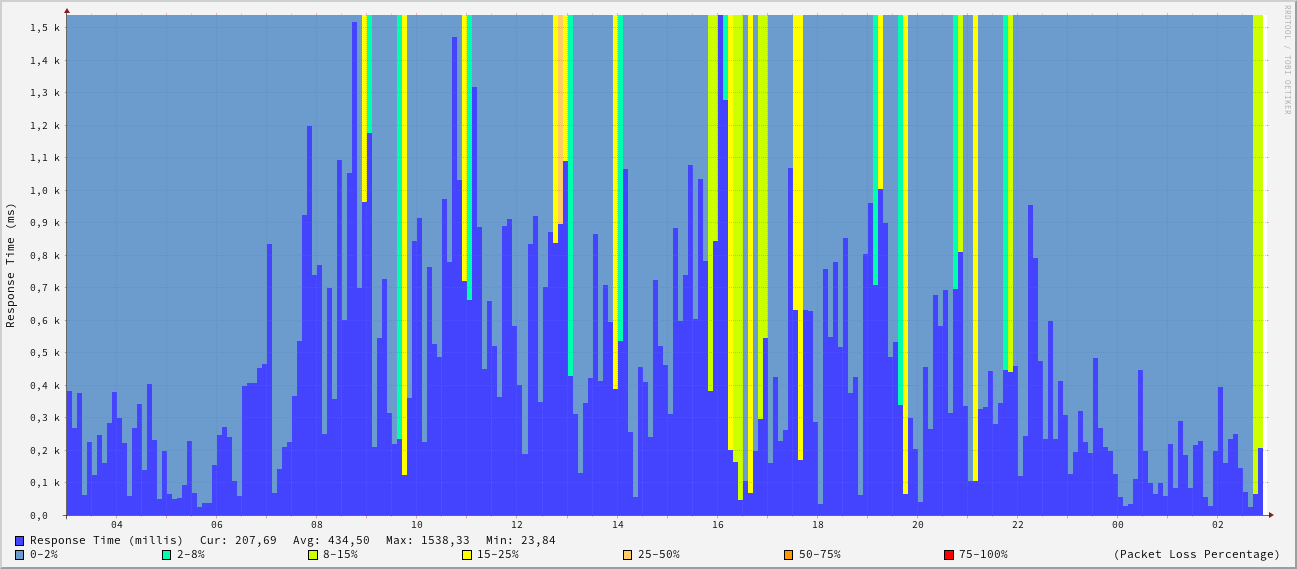 RRDTOOL / TOBI OETIKER
Response Time (ms)
1,5 k
1,4 k
1,3 k
1,2 k
1,1 k
1,0 k
0,9 k
0,8 k
0,7 k
0,6 k
0,5 k
0,4 k
0,3 k
0,2 k
0,1 k
0,0
04 06 08 10 12 14 16 18 20 22 00 02
Response Time (millis) Cur: 207,69 Avg: 434,50 Max: 1538,33 Min: 23,84
0-2% 2-8% 8-15% 15-25% 25-50% 50-75% 75-100% (Packet Loss Percentage)